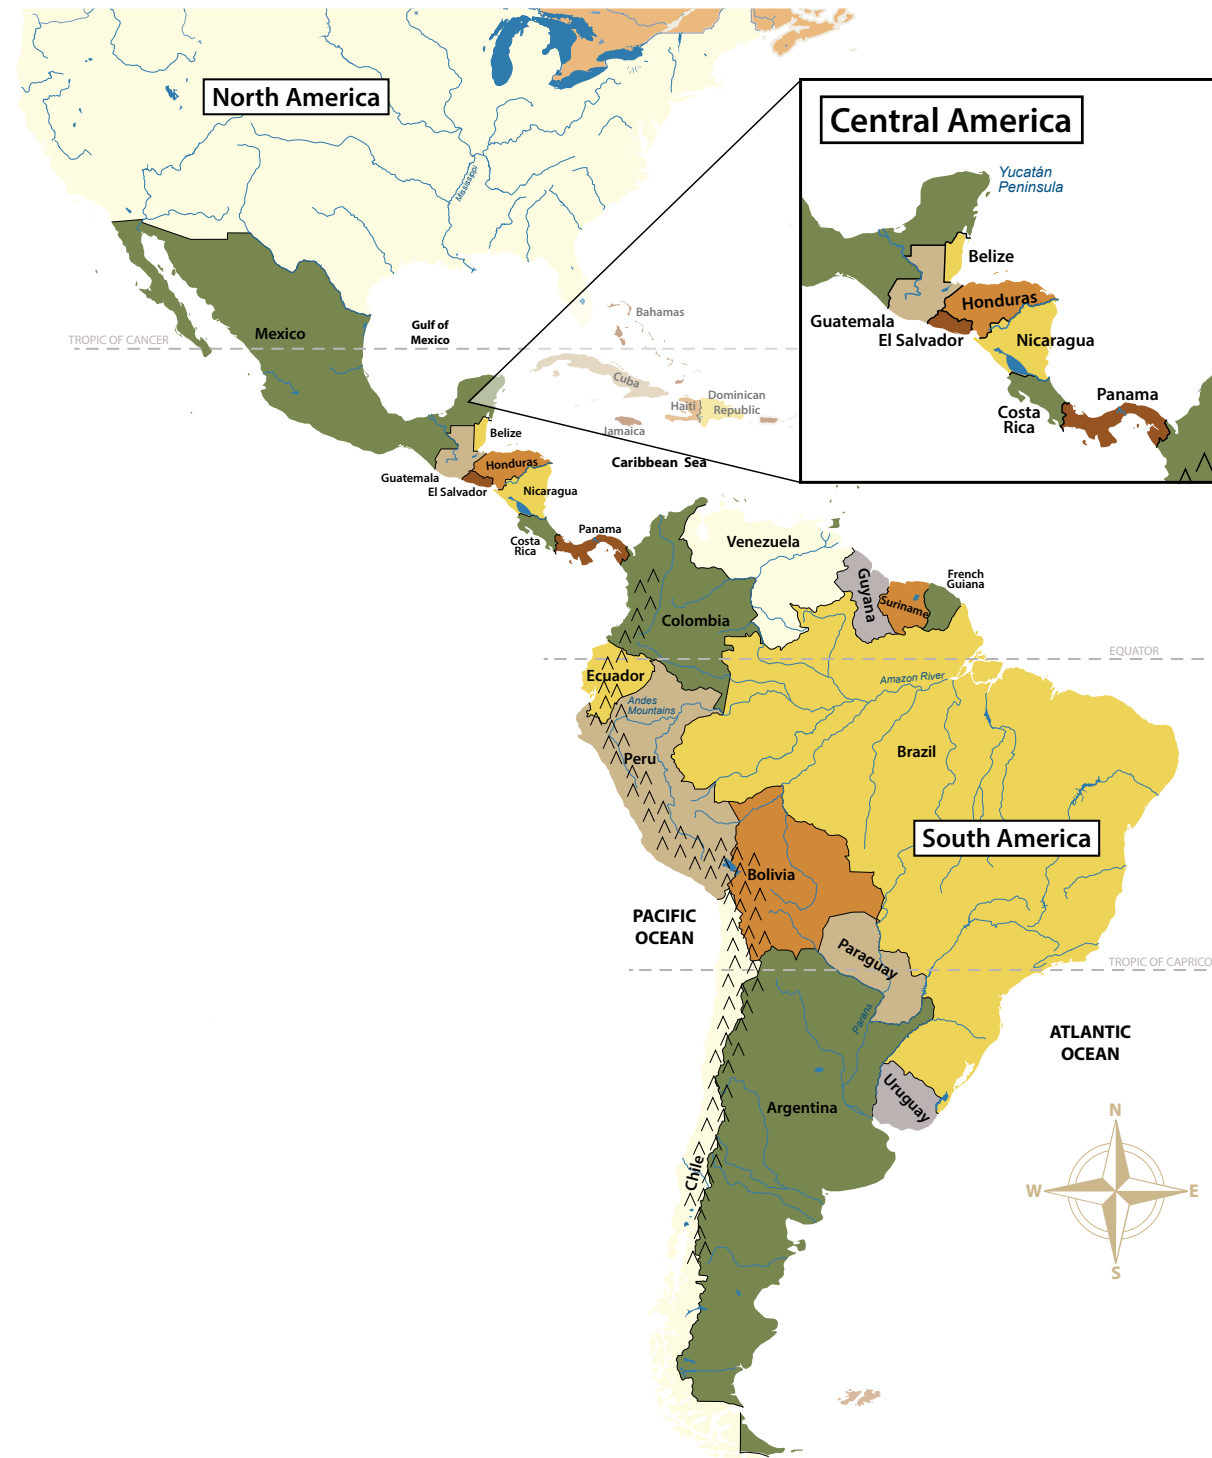 North America
Mississippi
Central America
Yucatán
Peninsula
Belize
Honduras
Guatemala
El Salvador
Nicaragua
Costa
Rica
Panama
Mexico
TROPIC OF CANCER
Gulf of
Mexico
Bahamas
Cuba
Haiti
Dominican
Republic
Jamaica
Caribbean Sea
Belize
Honduras
Guatemala
El Salvador
Nicaragua
Costa
Rica
Panama
Venezuela
Guyana
Suriname
French
Guiana
Colombia
EQUATOR
Ecuador
Andes
Mountains
Amazon River
Peru
Brazil
South America
Bolivia
PACIFIC
OCEAN
Paraguay
TROPIC OF CAPRICO
Parana
ATLANTIC
OCEAN
Uruguay
Argentina
Chile
N
W
E
S